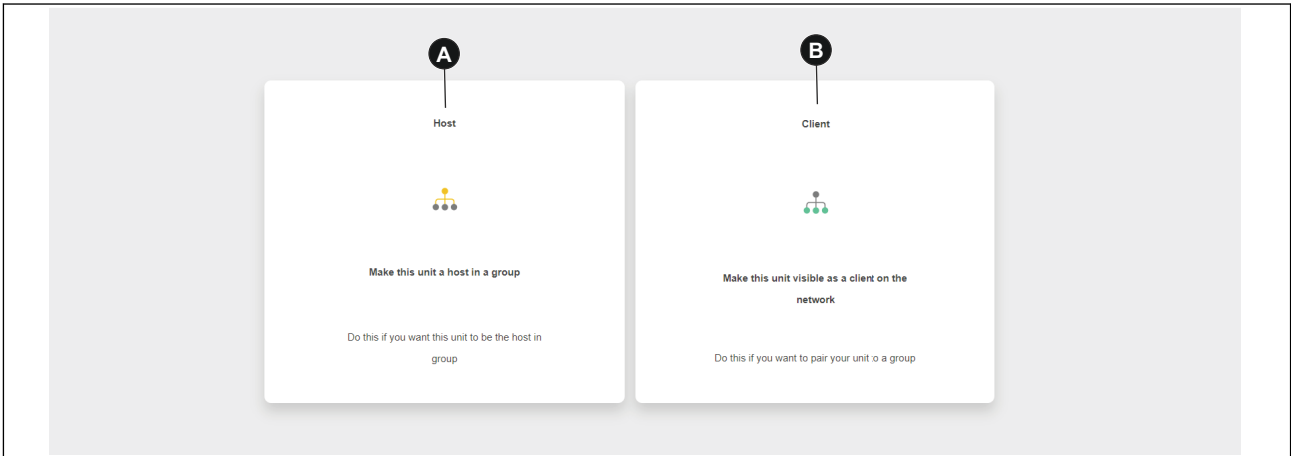 A
B
Host
Make this unit a host in a group
Do this if you want this unit to be the host in
group
Client
Make this unit visible as a client on the
network
Do this if you want to pair your unit :o a group